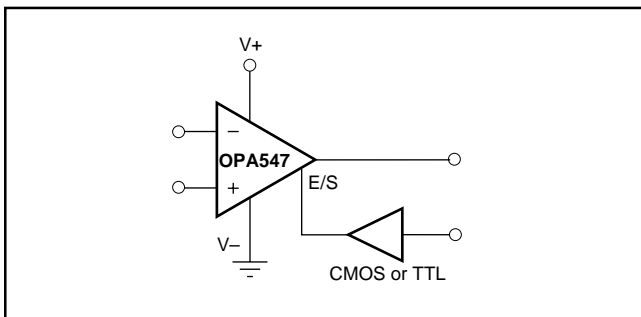 V+
–
OPA547
+
E/S
V–
CMOS or TTL